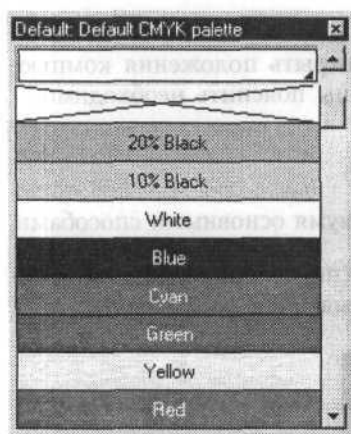 Default: Default CMYK palette
20% Black
10% Black
White
Blue
Cyan
Green
Yellow
Red